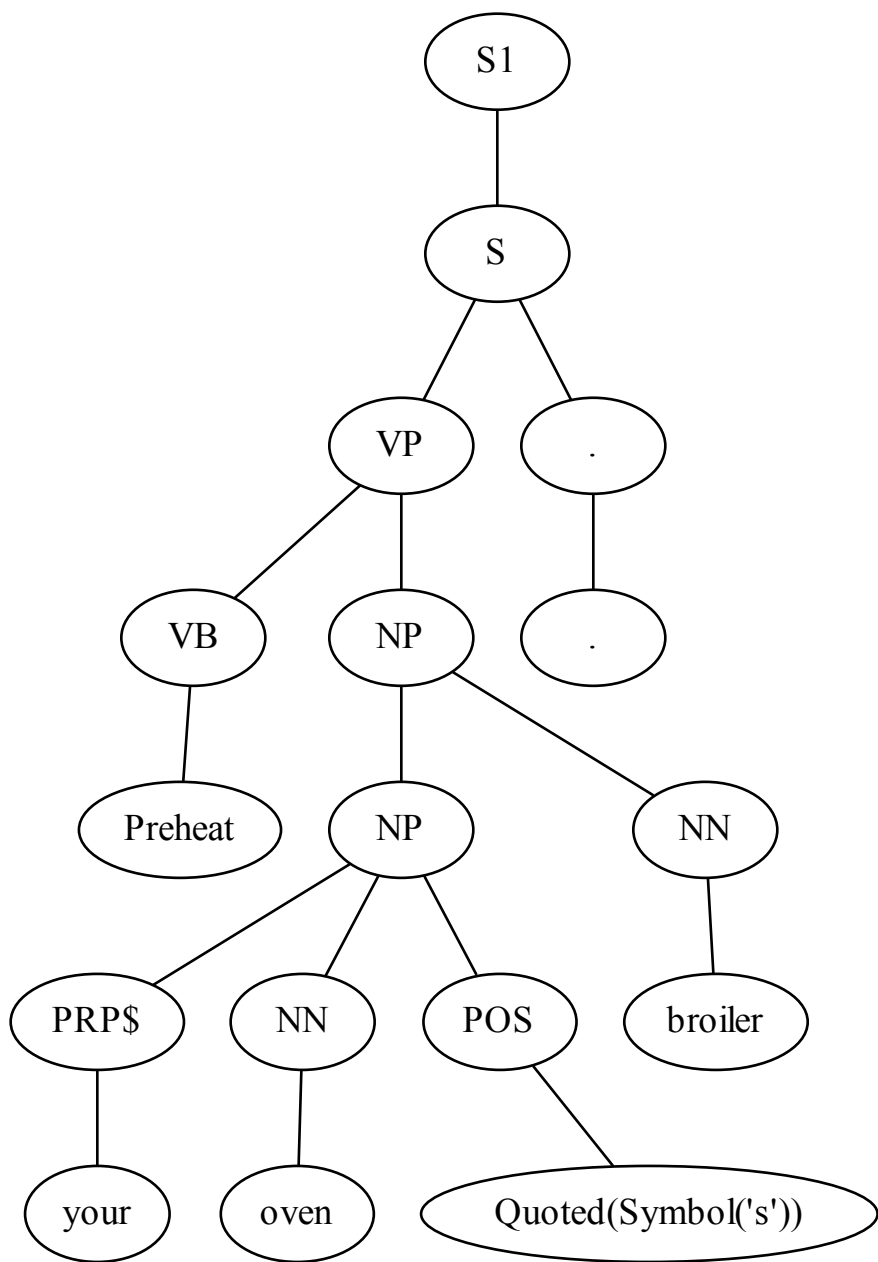 S1
S
VP .
VB NP .
Preheat NP NN
PRP$ NN POS broiler
your oven Quoted(Symbol('s'))